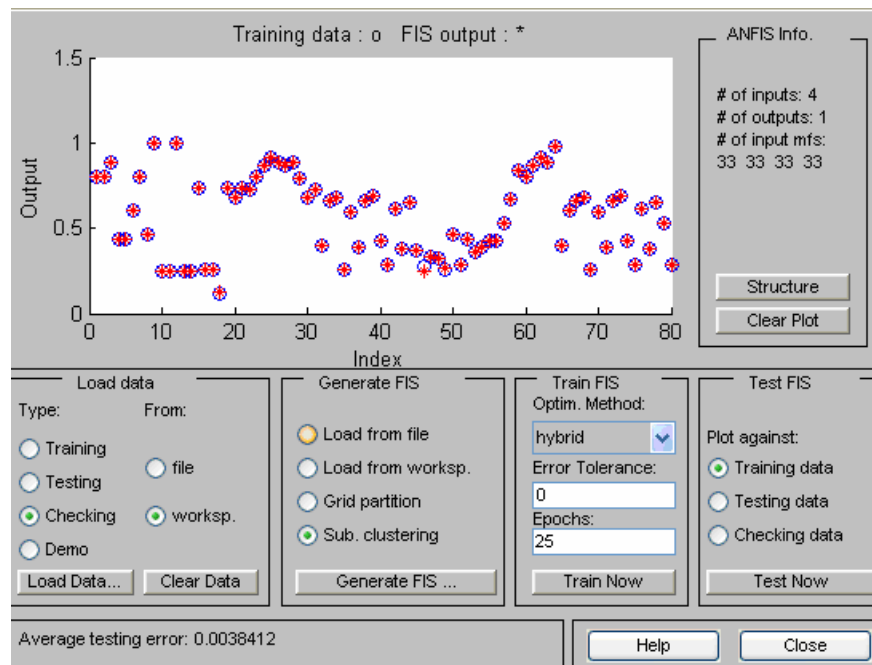 Training data : o   FIS output : *
1.5
1
0.5
0
Output
0 10 20 30 40 50 60 70 80
Index
ANFIS Info.
# of inputs: 4
# of outputs: 1
# of input mfs:
33 33 33 33
Structure
Clear Plot
Load data
Type:
From:
Training
Testing
Checking
Demo
file
worksp.
Load Data...
Clear Data
Generate FIS
Load from file
Load from worksp.
Grid partition
Sub. clustering
Generate FIS ...
Train FIS
Optim. Method:
hybrid
Error Tolerance:
0
Epochs:
25
Train Now
Test FIS
Plot against:
Training data
Testing data
Checking data
Test Now
Average testing error: 0.0038412
Help
Close